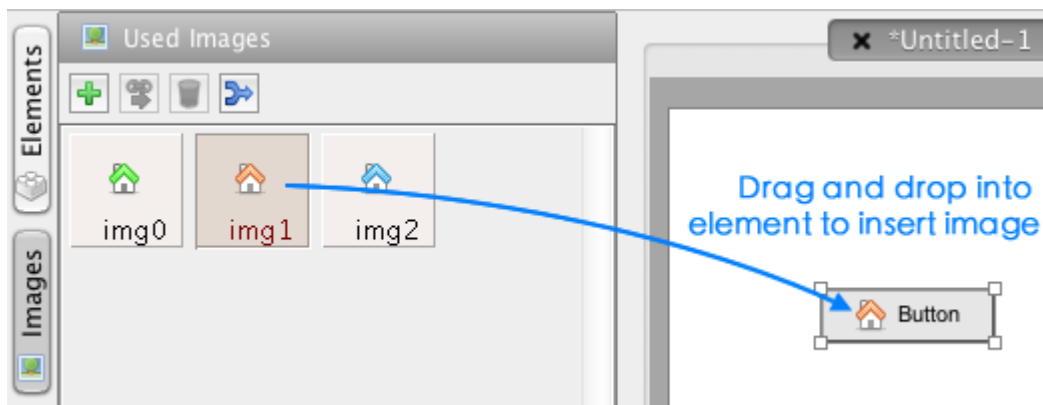 Elements
Images
Used Images
img0
img1
img2
*Untitled-1
Drag and drop into
element to insert image
Button